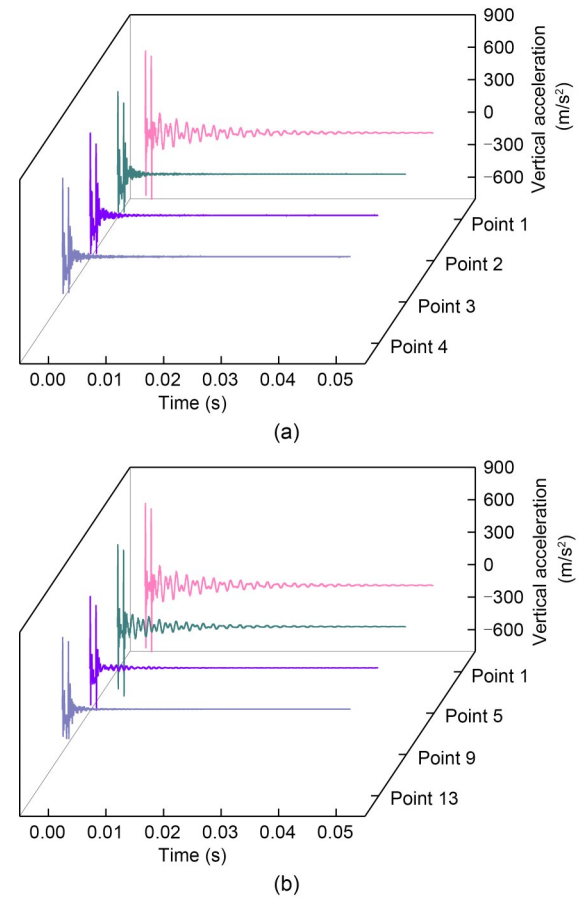 900
600
300
0
−300
−600
Vertical acceleration
(m/s²)
Point 1
Point 2
Point 3
Point 4
0.00 0.01 0.02 0.03 0.04 0.05
Time (s)
(a)
900
600
300
0
−300
−600
Vertical acceleration
(m/s²)
Point 1
Point 5
Point 9
Point 13
0.00 0.01 0.02 0.03 0.04 0.05
Time (s)
(b)